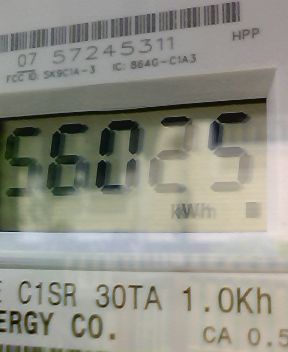 07 57245311
HPP
FCC ID: SK9C1A-3 IC: 864G-C1A3
56025
kWh
E C1SR 30TA 1.0Kh
ERGY CO.
CA 0.5